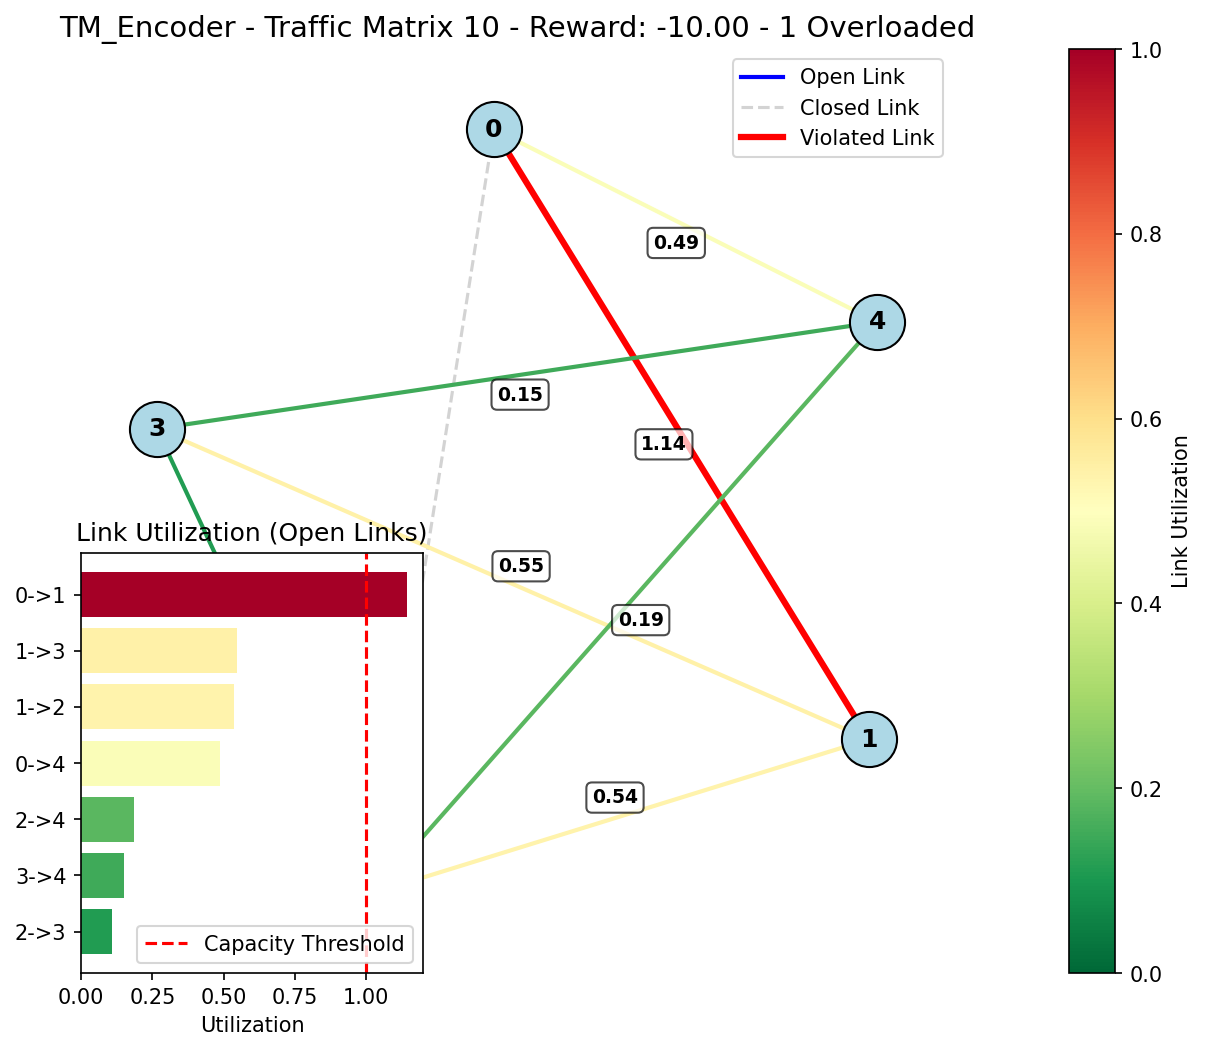 TM_Encoder - Traffic Matrix 10 - Reward: -10.00 - 1 Overloaded
Open Link
Closed Link
Violated Link
0
4
3
1
0.49
0.15
1.14
0.55
0.19
0.54
Link Utilization (Open Links)
0->1
1->3
1->2
0->4
2->4
3->4
2->3
Capacity Threshold
0.00 0.25 0.50 0.75 1.00
Utilization
1.0
0.8
0.6
0.4
0.2
0.0
Link Utilization